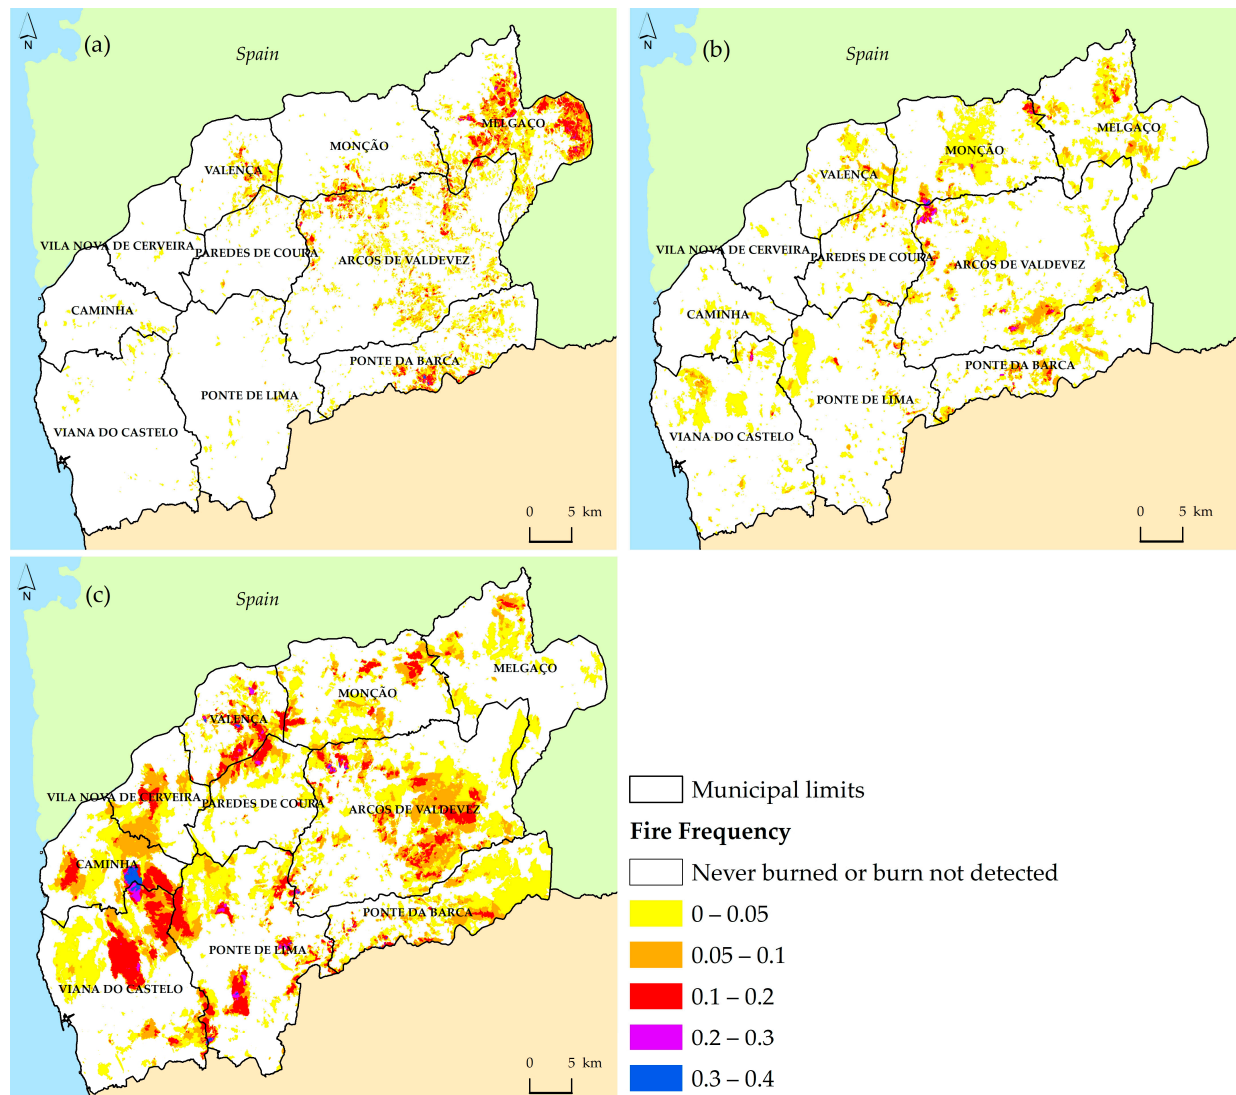 (a)
N
Spain
MELGAÇO
MONÇÃO
VALENÇA
VILA NOVA DE CERVEIRA
PAREDES DE COURA
ARCOS DE VALDEVEZ
CAMINHA
PONTE DA BARCA
PONTE DE LIMA
VIANA DO CASTELO
0 5 km
(b)
N
Spain
MELGAÇO
MONÇÃO
VALENÇA
VILA NOVA DE CERVEIRA
PAREDES DE COURA
ARCOS DE VALDEVEZ
CAMINHA
PONTE DA BARCA
PONTE DE LIMA
VIANA DO CASTELO
0 5 km
(c)
N
Spain
MELGAÇO
MONÇÃO
VALENÇA
VILA NOVA DE CERVEIRA
PAREDES DE COURA
ARCOS DE VALDEVEZ
CAMINHA
PONTE DA BARCA
PONTE DE LIMA
VIANA DO CASTELO
0 5 km
Municipal limits
Fire Frequency
Never burned or burn not detected
0 – 0.05
0.05 – 0.1
0.1 – 0.2
0.2 – 0.3
0.3 – 0.4